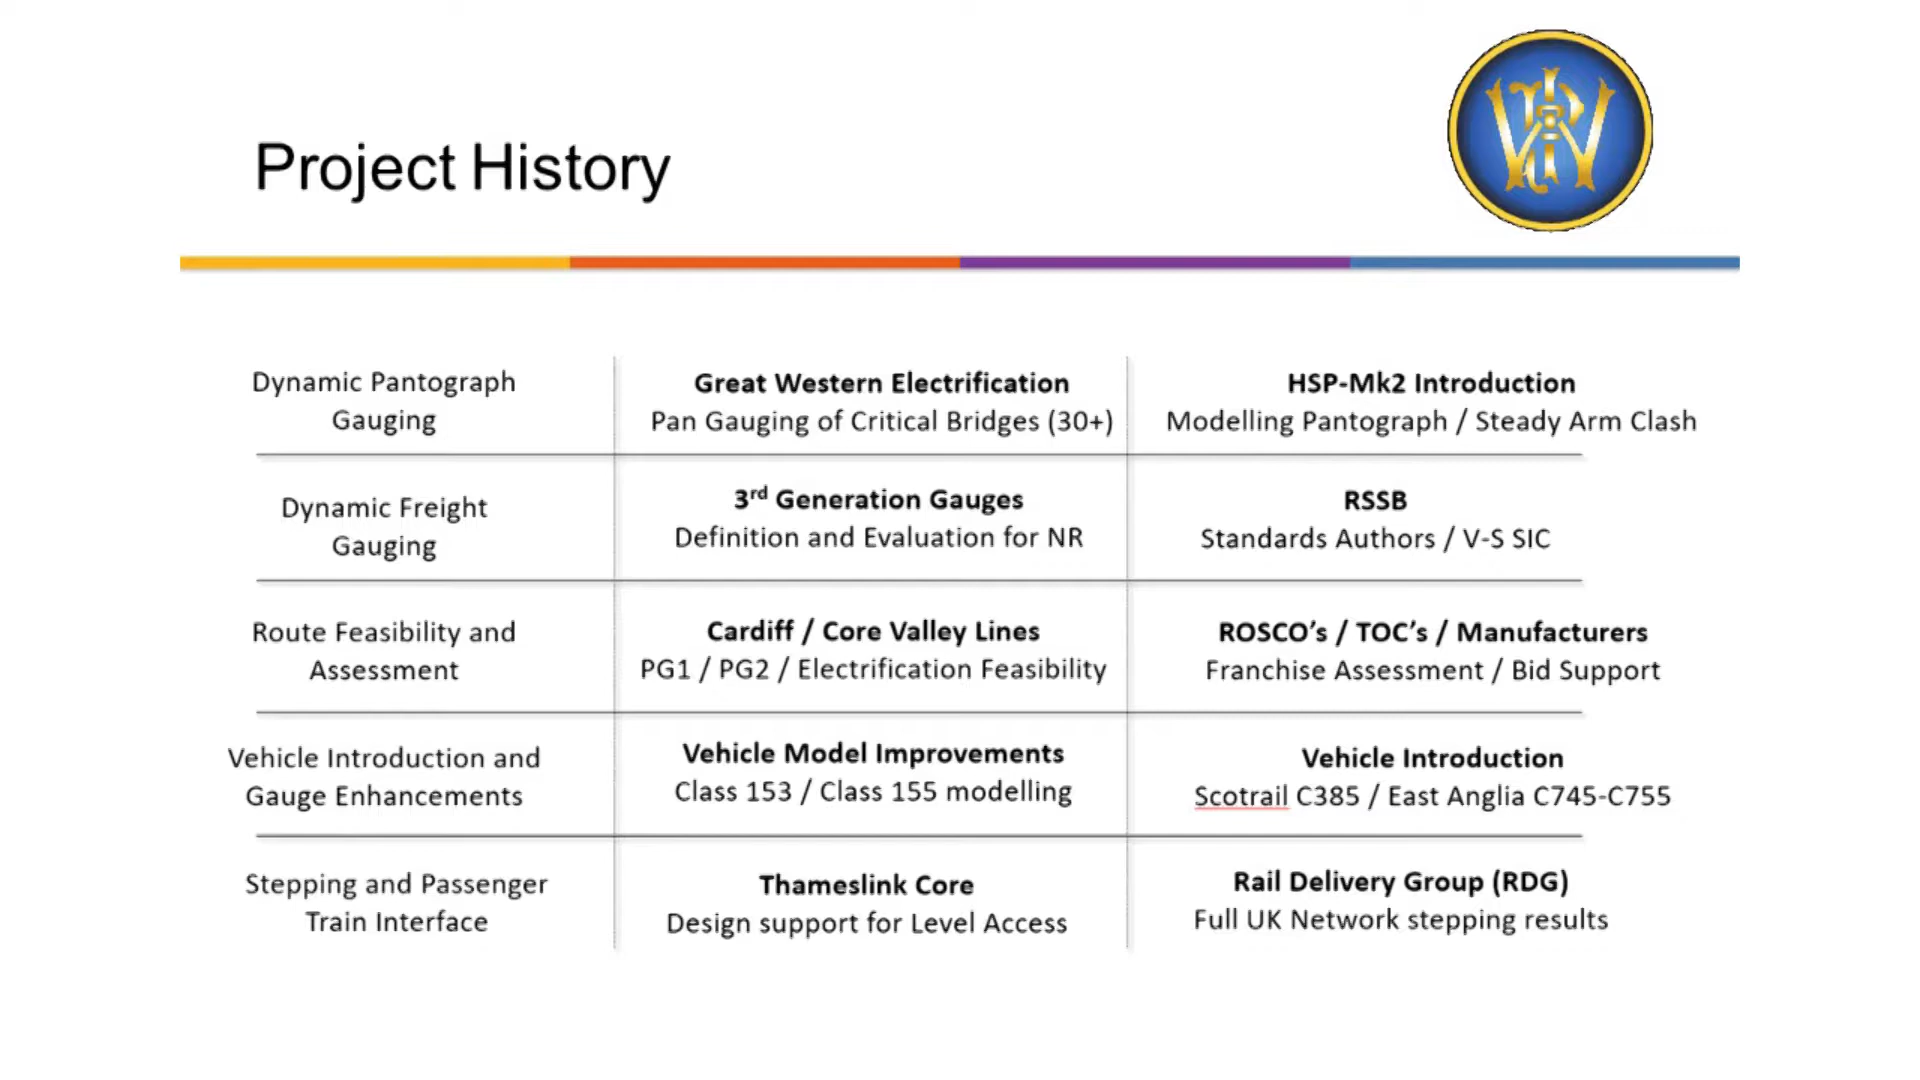 Project History
Dynamic Pantograph
Gauging
Great Western Electrification
Pan Gauging of Critical Bridges (30+)
HSP-Mk2 Introduction
Modelling Pantograph / Steady Arm Clash
Dynamic Freight
Gauging
3rd Generation Gauges
Definition and Evaluation for NR
RSSB
Standards Authors / V-S SIC
Route Feasibility and
Assessment
Cardiff / Core Valley Lines
PG1 / PG2 / Electrification Feasibility
ROSCO’s / TOC’s / Manufacturers
Franchise Assessment / Bid Support
Vehicle Introduction and
Gauge Enhancements
Vehicle Model Improvements
Class 153 / Class 155 modelling
Vehicle Introduction
Scotrail C385 / East Anglia C745-C755
Stepping and Passenger
Train Interface
Thameslink Core
Design support for Level Access
Rail Delivery Group (RDG)
Full UK Network stepping results